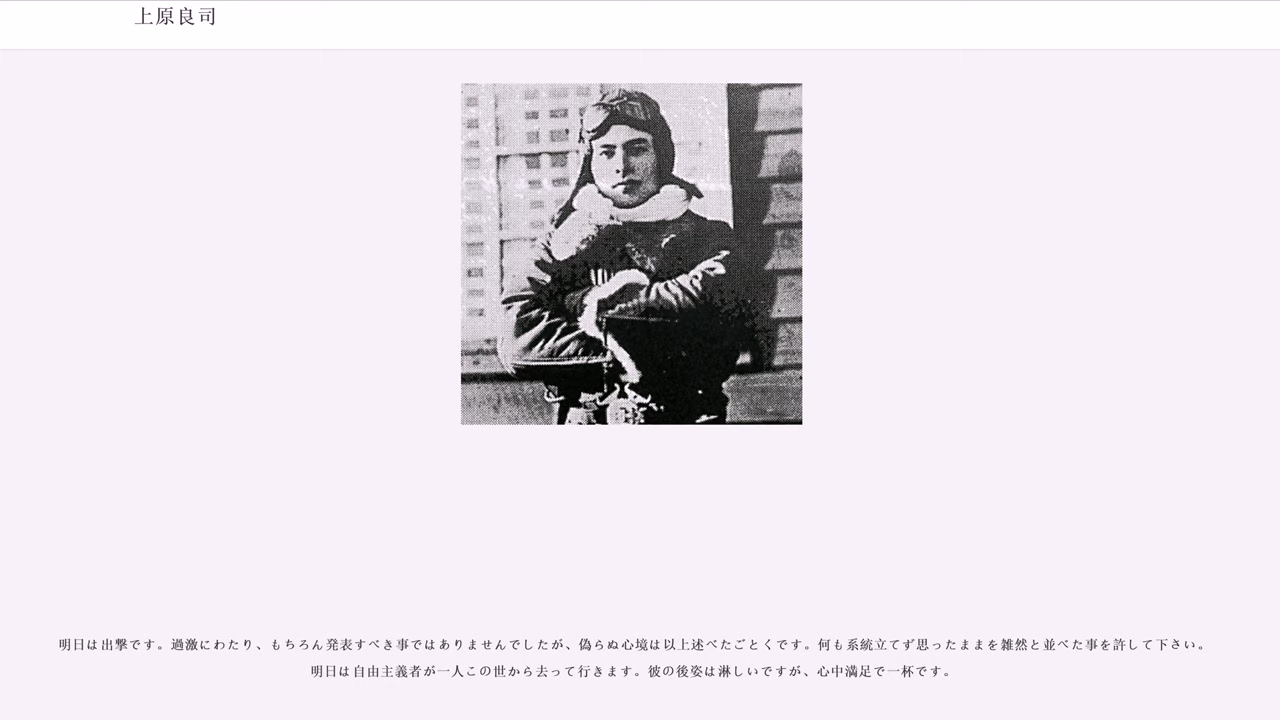 上原良司
明日は出撃です。過激にわたり、もちろん発表すべき事ではありませんでしたが、偽らぬ心境は以上述べたごとくです。何も系統立てず思ったままを雑然と並べた事を許して下さい。
明日は自由主義者が一人この世から去って行きます。彼の後姿は淋しいですが、心中満足で一杯です。